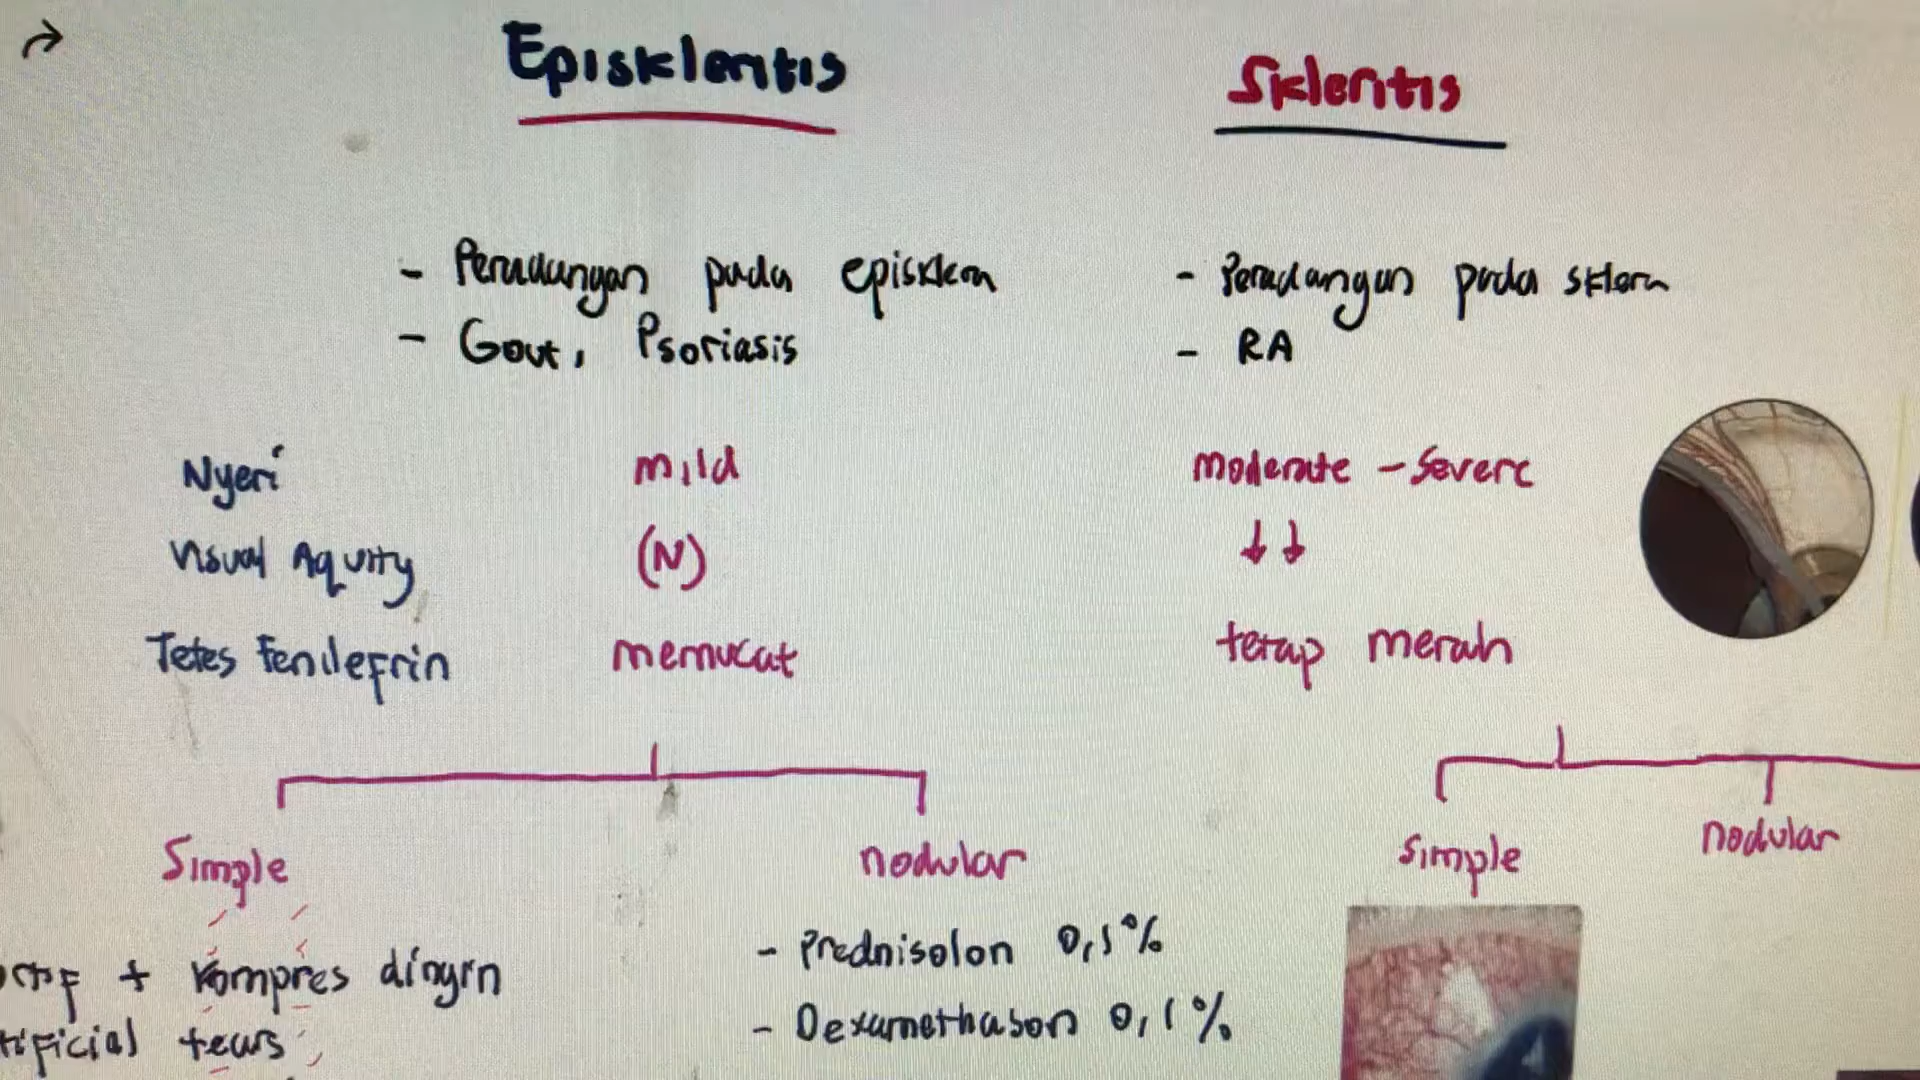 Episkleritis
Skleritis
- Peradangan pada episklera
- Gout, Psoriasis
- Peradangan pada sklera
- RA
Nyeri mild moderate - Severe
Visual Aquity (N) ↓↓
Tetes Fenilefrin memucat tetap merah
Simple nodular
simple nodular
+ kompres dingin
tificial tears
- Prednisolon 0,5%
- Dexamethason 0,1%